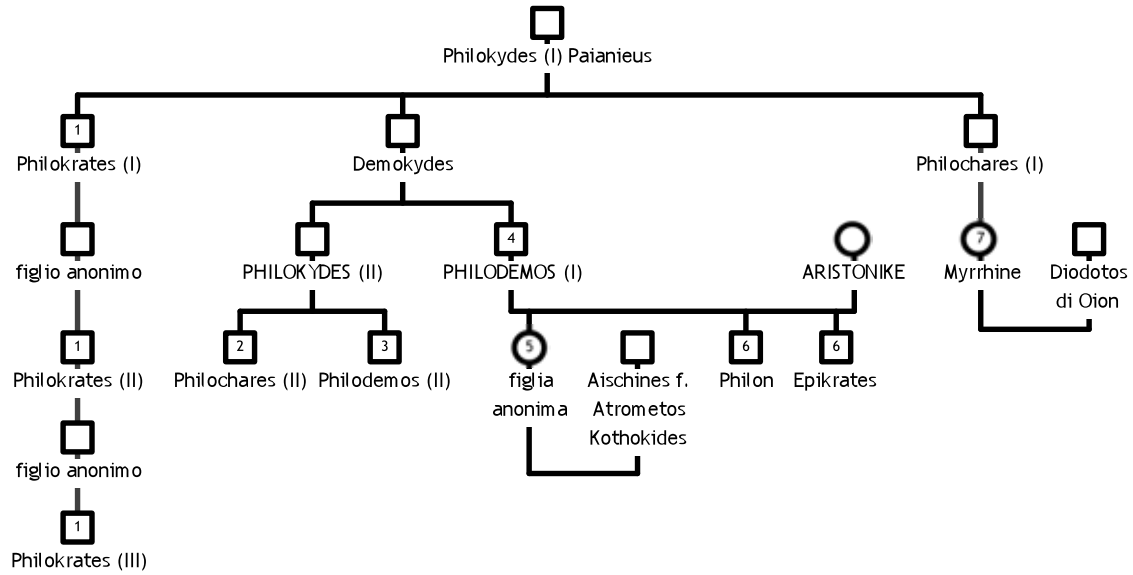 Philokydes (I) Paianieus
1
Philokrates (I)
Demokydes
Philochares (I)
4
7
figlio anonimo
PHILOKYDES (II)
PHILODEMOS (I)
ARISTONIKE
Myrrhine
Diodotos
di Oion
1
2
3
5
6
6
Philokrates (II)
Philochares (II)
Philodemos (II)
figlia
anonima
Aischines f.
Atrometos
Kothokides
Philon
Epikrates
figlio anonimo
1
Philokrates (III)